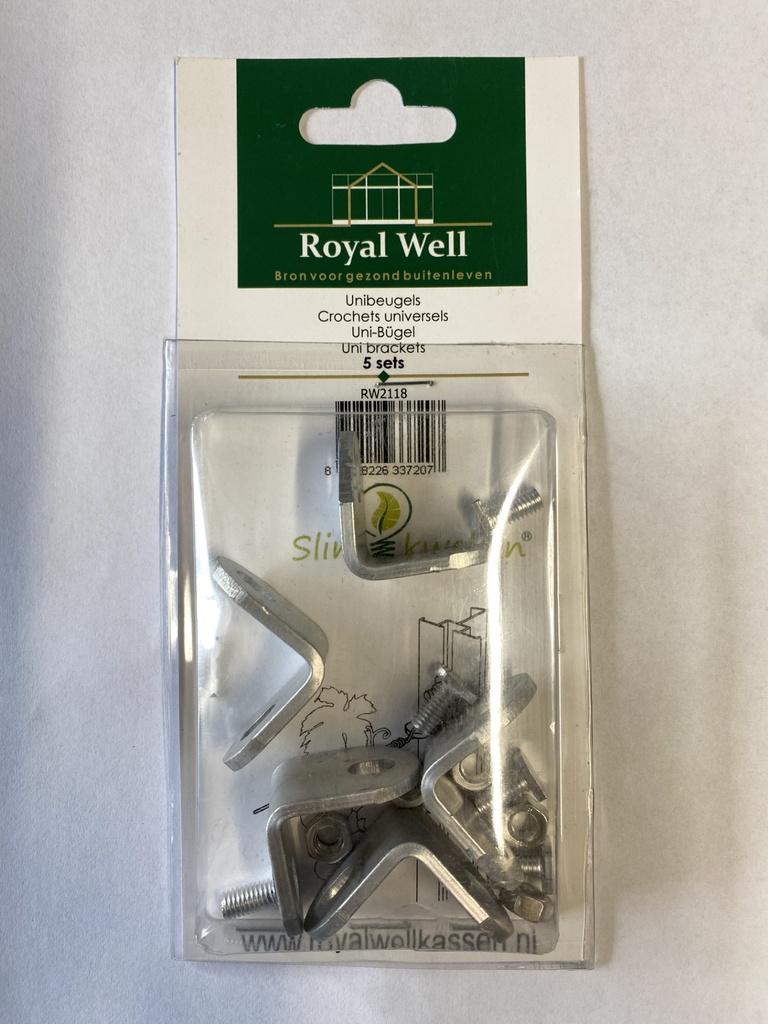 Royal Well
Bron voor gezond buitenleven
Unibeugels
Crochets universels
Uni-Bügel
Uni brackets
5 sets
RW2118
8 226 337207
www.royalwellkassen.nl